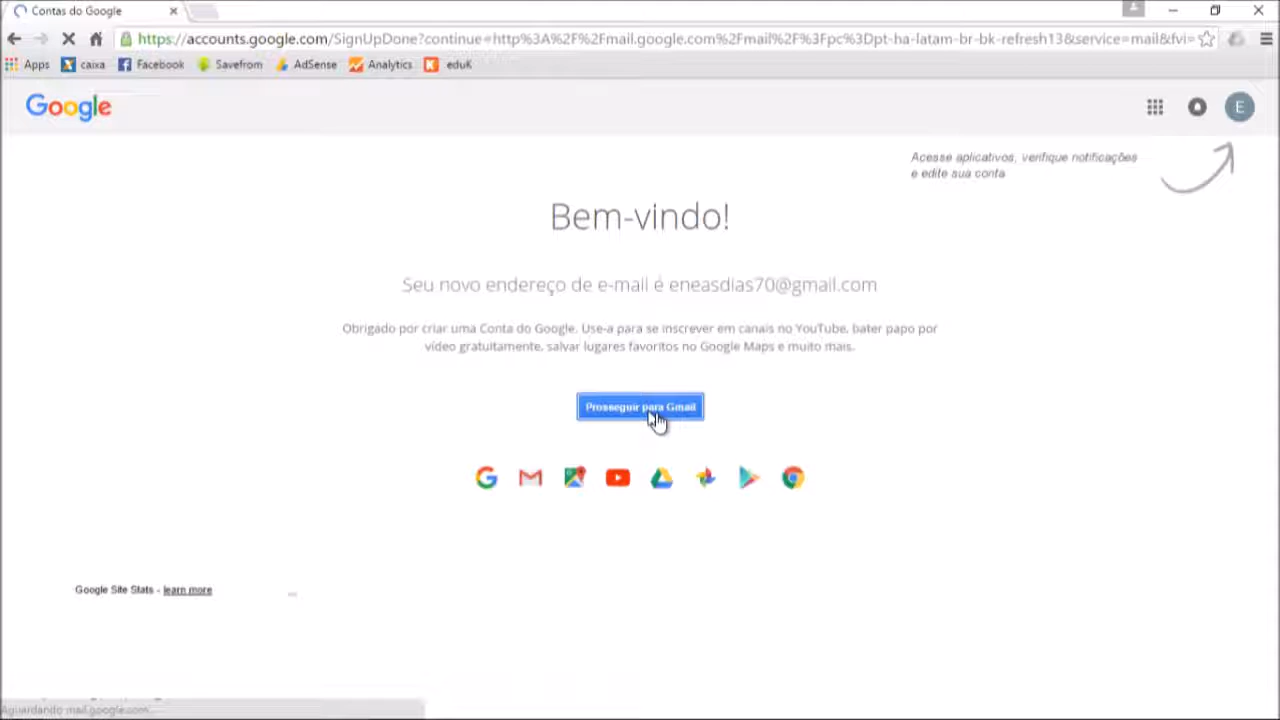 Contas do Google
https://accounts.google.com/SignUpDone?continue=http%3A%2F%2Fmail.google.com%2Fmail%2F%3Fpc%3Dpt-ha-latam-br-bk-refresh13&service=mail&fvi=
Apps caixa Facebook Savefrom AdSense Analytics eduK
Google
E
Acesse aplicativos, verifique notificações
e edite sua conta
Bem-vindo!
Seu novo endereço de e-mail é eneasdias70@gmail.com
Obrigado por criar uma Conta do Google. Use-a para se inscrever em canais no YouTube, bater papo por
vídeo gratuitamente, salvar lugares favoritos no Google Maps e muito mais.
Prosseguir para Gmail
Google Site Stats - learn more
Aguardando mail.google.com...